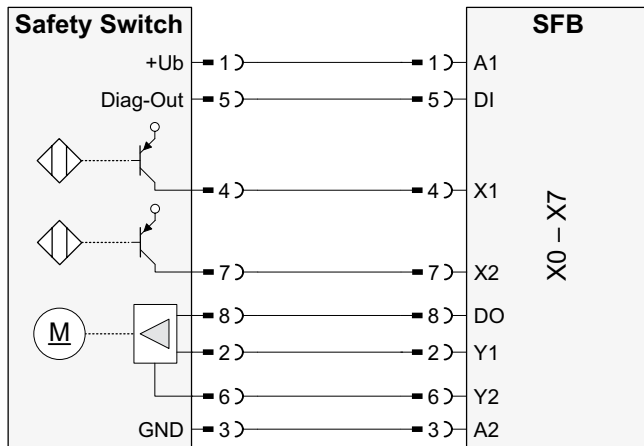 Safety Switch SFB
+Ub 1 1 A1
Diag-Out 5 5 DI
4 4 X1
X0 – X7
7 7 X2
8 8 DO
M
2 2 Y1
6 6 Y2
GND 3 3 A2